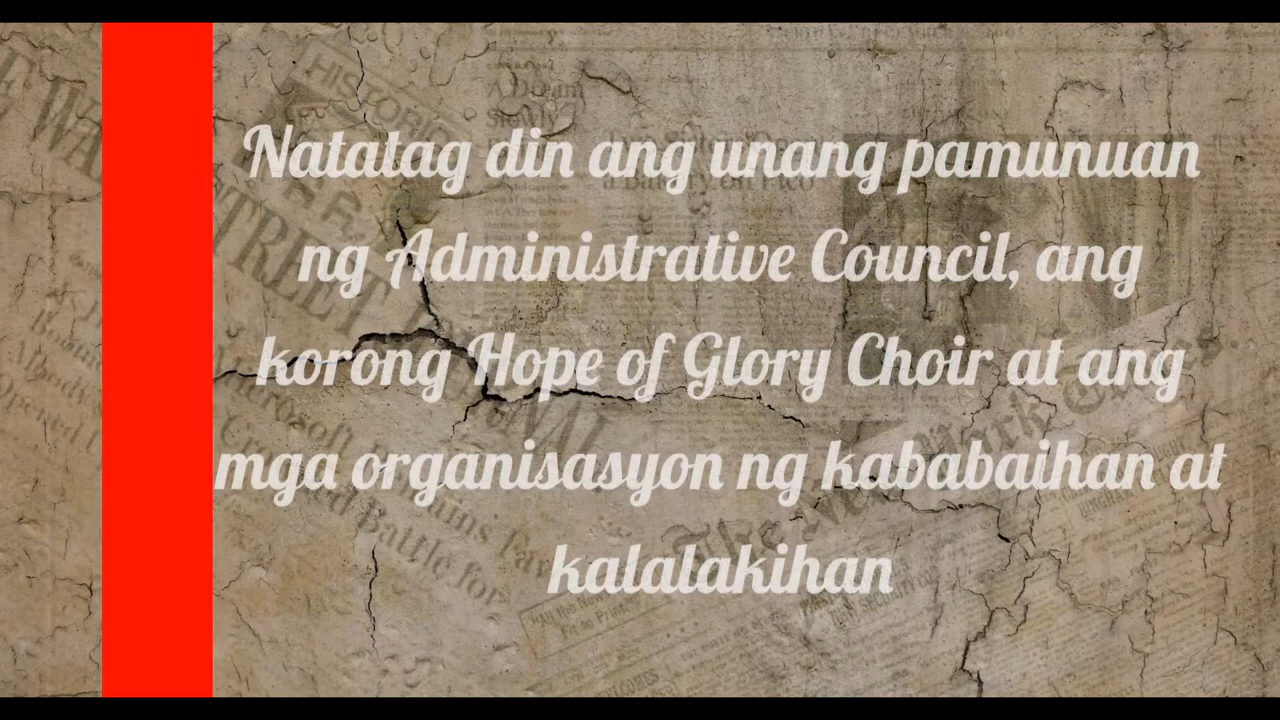 Natatag din ang unang pamunuan
ng Administrative Council, ang
korong Hope of Glory Choir at ang
mga organisasyon ng kababaihan at
kalalakihan